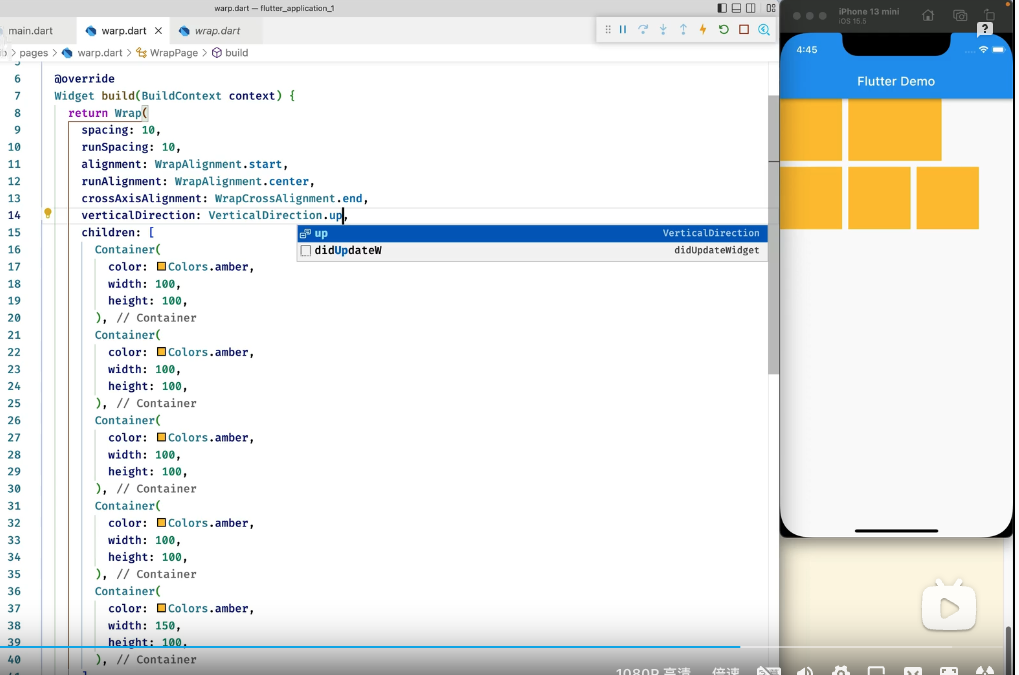 warp.dart — flutter_application_1
main.dart
warp.dart
wrap.dart
pages > warp.dart > WrapPage > build
6 @override
7 Widget build(BuildContext context) {
8 return Wrap(
9 spacing: 10,
10 runSpacing: 10,
11 alignment: WrapAlignment.start,
12 runAlignment: WrapAlignment.center,
13 crossAxisAlignment: WrapCrossAlignment.end,
14 verticalDirection: VerticalDirection.up,
up VerticalDirection
didUpdateW didUpdateWidget
15 children: [
16 Container(
17 color: Colors.amber,
18 width: 100,
19 height: 100,
20 ), // Container
21 Container(
22 color: Colors.amber,
23 width: 100,
24 height: 100,
25 ), // Container
26 Container(
27 color: Colors.amber,
28 width: 100,
29 height: 100,
30 ), // Container
31 Container(
32 color: Colors.amber,
33 width: 100,
34 height: 100,
35 ), // Container
36 Container(
37 color: Colors.amber,
38 width: 150,
39 height: 100,
40 ), // Container
iPhone 13 mini
iOS 15.5
?
4:45
Flutter Demo
1080P 高清 倍速